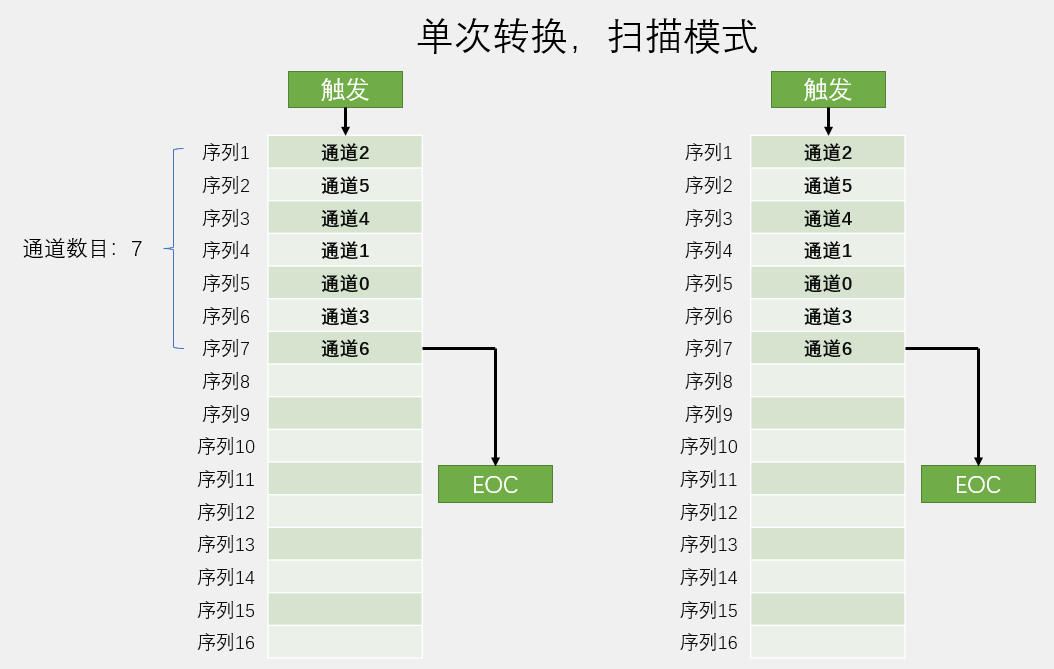 单次转换，扫描模式
触发
序列1 通道2
序列2 通道5
序列3 通道4
通道数目：7
序列4 通道1
序列5 通道0
序列6 通道3
序列7 通道6
序列8
序列9
序列10
序列11
EOC
序列12
序列13
序列14
序列15
序列16
触发
序列1 通道2
序列2 通道5
序列3 通道4
序列4 通道1
序列5 通道0
序列6 通道3
序列7 通道6
序列8
序列9
序列10
序列11
EOC
序列12
序列13
序列14
序列15
序列16